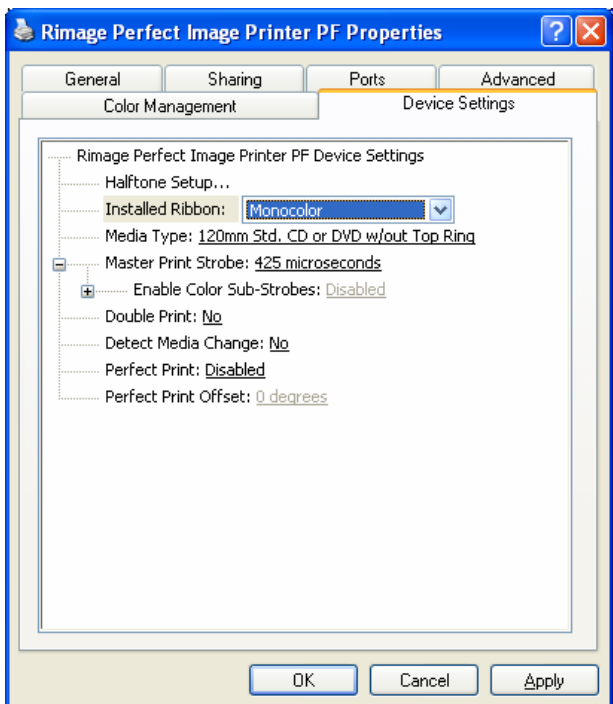 Rimage Perfect Image Printer PF Properties
General Sharing Ports Advanced
Color Management Device Settings
Rimage Perfect Image Printer PF Device Settings
Halftone Setup...
Installed Ribbon: Monocolor
Media Type: 120mm Std. CD or DVD w/out Top Ring
Master Print Strobe: 425 microseconds
Enable Color Sub-Strobes: Disabled
Double Print: No
Detect Media Change: No
Perfect Print: Disabled
Perfect Print Offset: 0 degrees
OK Cancel Apply